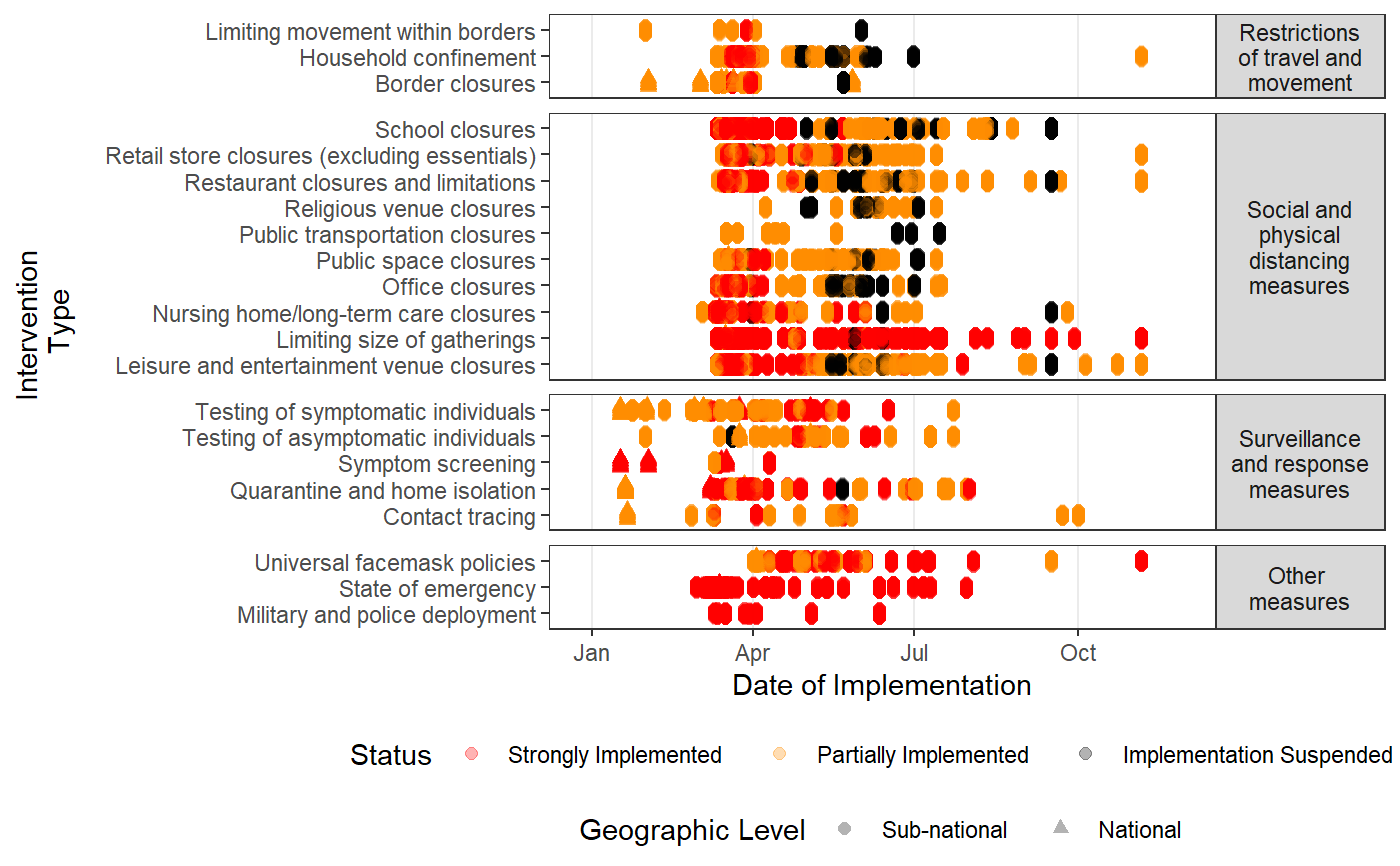 Intervention
Type
Limiting movement within borders
Household confinement
Border closures
Restrictions
of travel and
movement
School closures
Retail store closures (excluding essentials)
Restaurant closures and limitations
Religious venue closures
Public transportation closures
Public space closures
Office closures
Nursing home/long-term care closures
Limiting size of gatherings
Leisure and entertainment venue closures
Social and
physical
distancing
measures
Testing of symptomatic individuals
Testing of asymptomatic individuals
Symptom screening
Quarantine and home isolation
Contact tracing
Surveillance
and response
measures
Universal facemask policies
State of emergency
Military and police deployment
Other
measures
Jan Apr Jul Oct
Date of Implementation
Status Strongly Implemented Partially Implemented Implementation Suspended
Geographic Level Sub-national National